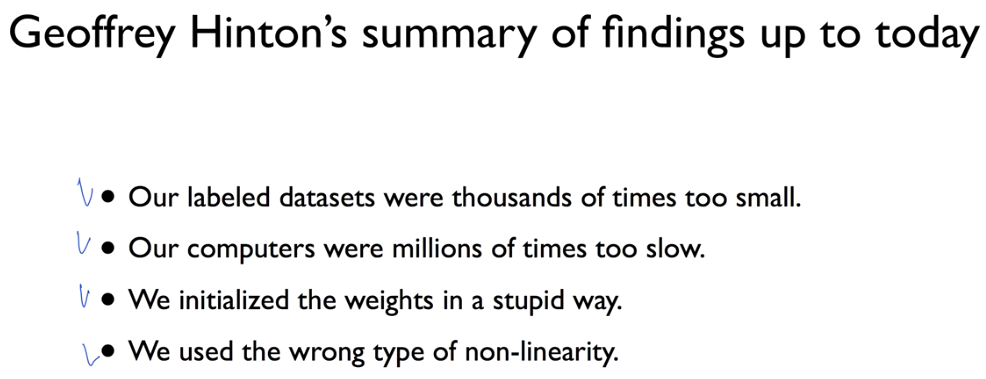 Geoffrey Hinton's summary of findings up to today
• Our labeled datasets were thousands of times too small.
• Our computers were millions of times too slow.
• We initialized the weights in a stupid way.
• We used the wrong type of non-linearity.